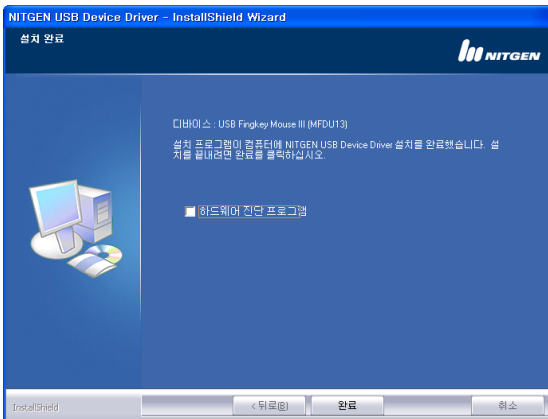 NITGEN USB Device Driver - InstallShield Wizard
설치 완료
NITGEN
디바이스 : USB Fingkey Mouse III (MFDU13)
설치 프로그램이 컴퓨터에 NITGEN USB Device Driver 설치를 완료했습니다. 설
치를 끝내려면 완료를 클릭하십시오.
하드웨어 진단 프로그램
InstallShield
< 뒤로(B)
완료
취소